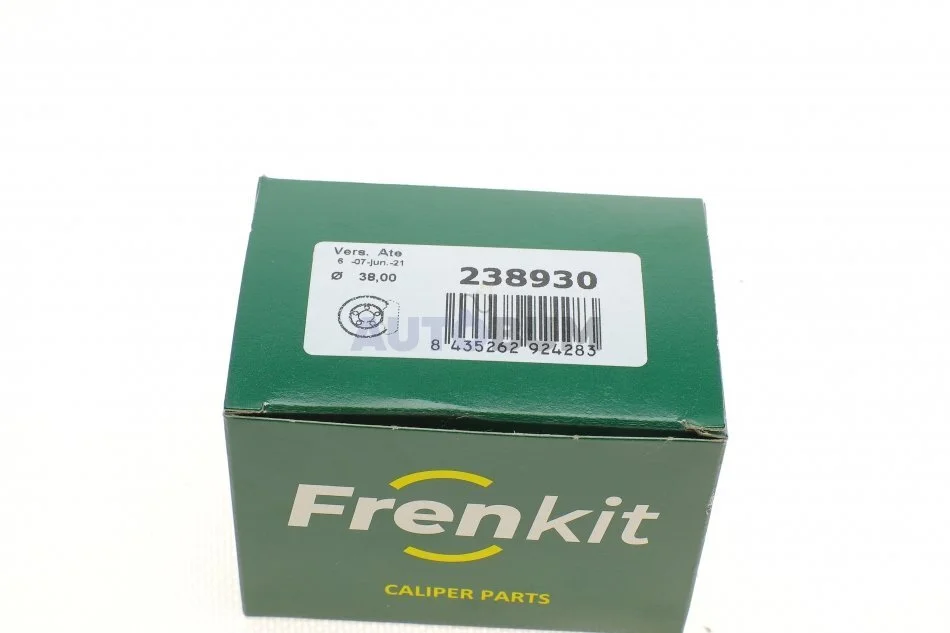 Vers. Ate
6 -07-jun.-21
Ø 38,00
238930
8 435262 924283
Frenkit
CALIPER PARTS